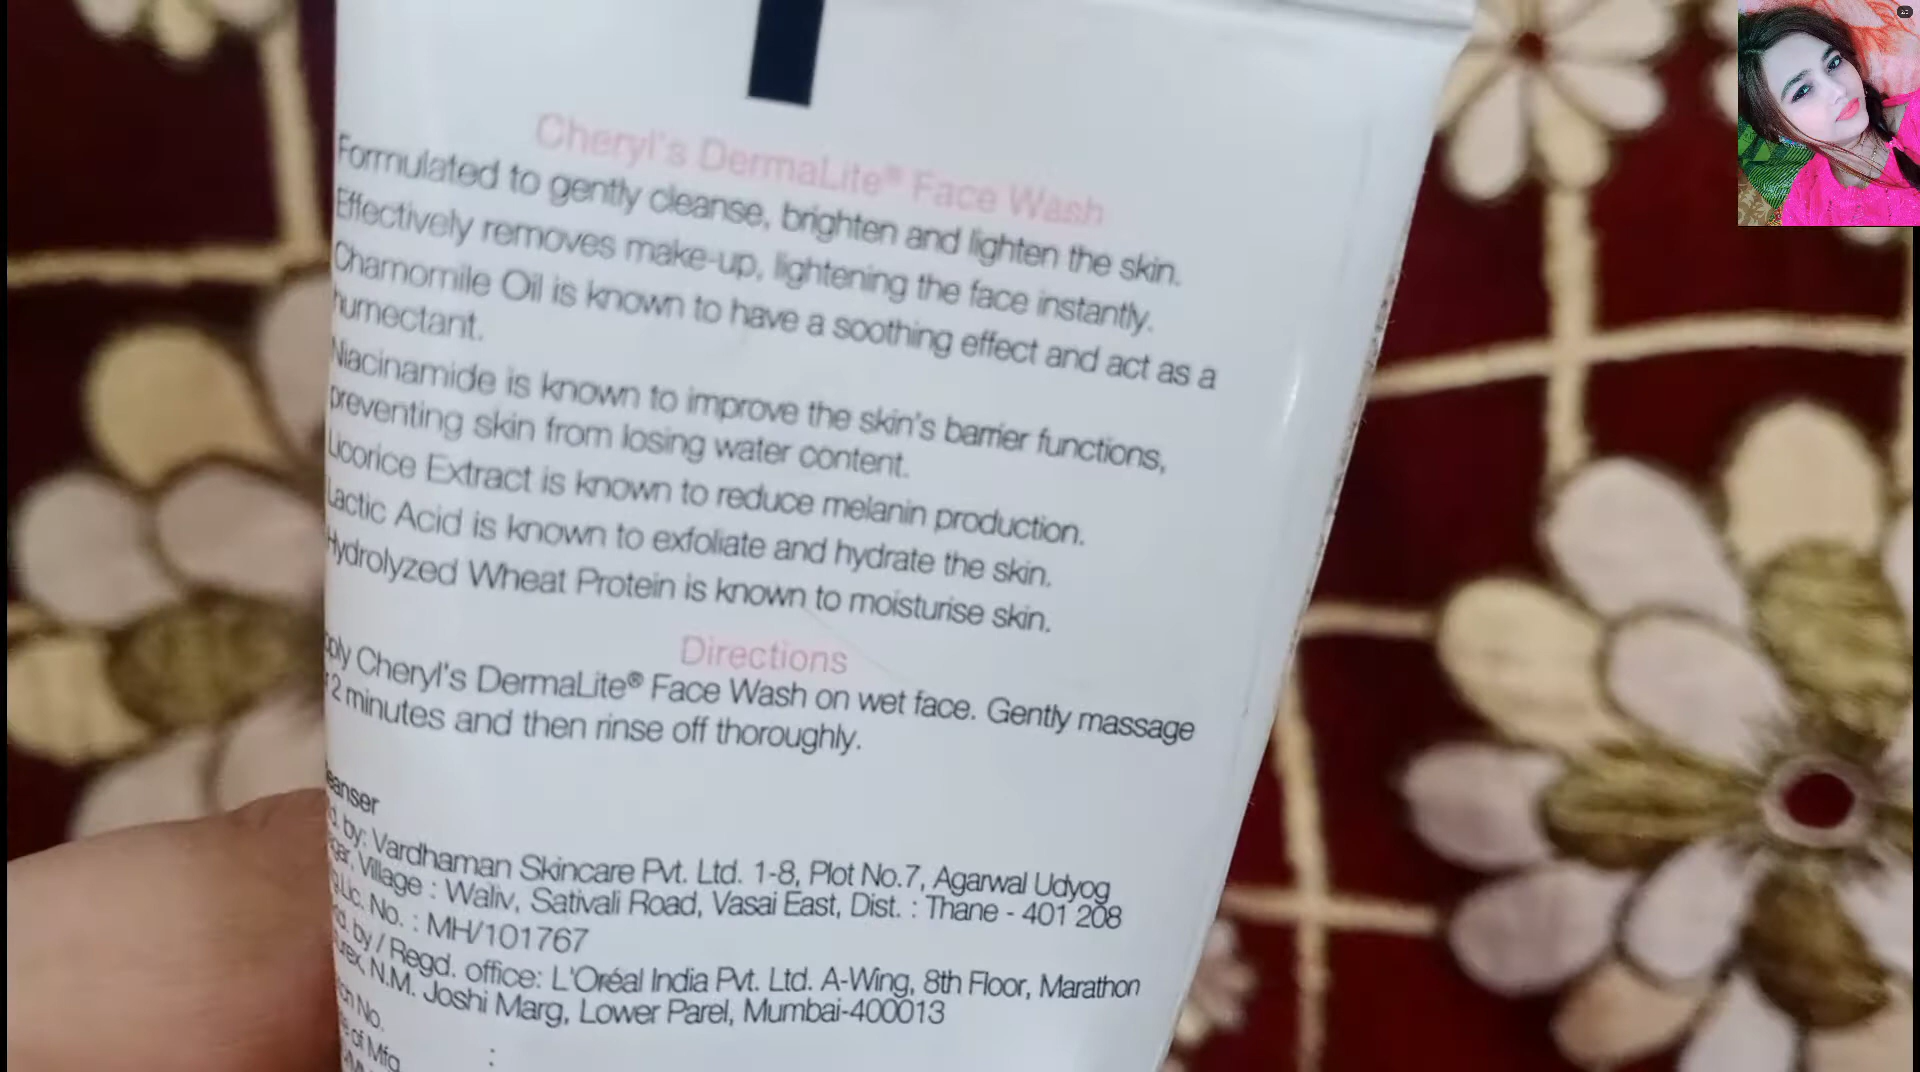 Cheryl's DermaLite® Face Wash
Formulated to gently cleanse, brighten and lighten the skin.
Effectively removes make-up, lightening the face instantly.
Chamomile Oil is known to have a soothing effect and act as a
humectant.
Niacinamide is known to improve the skin's barrier functions,
preventing skin from losing water content.
Licorice Extract is known to reduce melanin production.
Lactic Acid is known to exfoliate and hydrate the skin.
Hydrolyzed Wheat Protein is known to moisturise skin.
Directions
ply Cheryl's DermaLite® Face Wash on wet face. Gently massage
2 minutes and then rinse off thoroughly.
eanser
by: Vardhaman Skincare Pvt. Ltd. 1-8, Plot No.7, Agarwal Udyog
Village : Waliv, Sativali Road, Vasai East, Dist. : Thane - 401 208
Lic. No. : MH/101767
by / Regd. office: L'Oréal India Pvt. Ltd. A-Wing, 8th Floor, Marathon
N.M. Joshi Marg, Lower Parel, Mumbai-400013
No.
of Mfg.
: